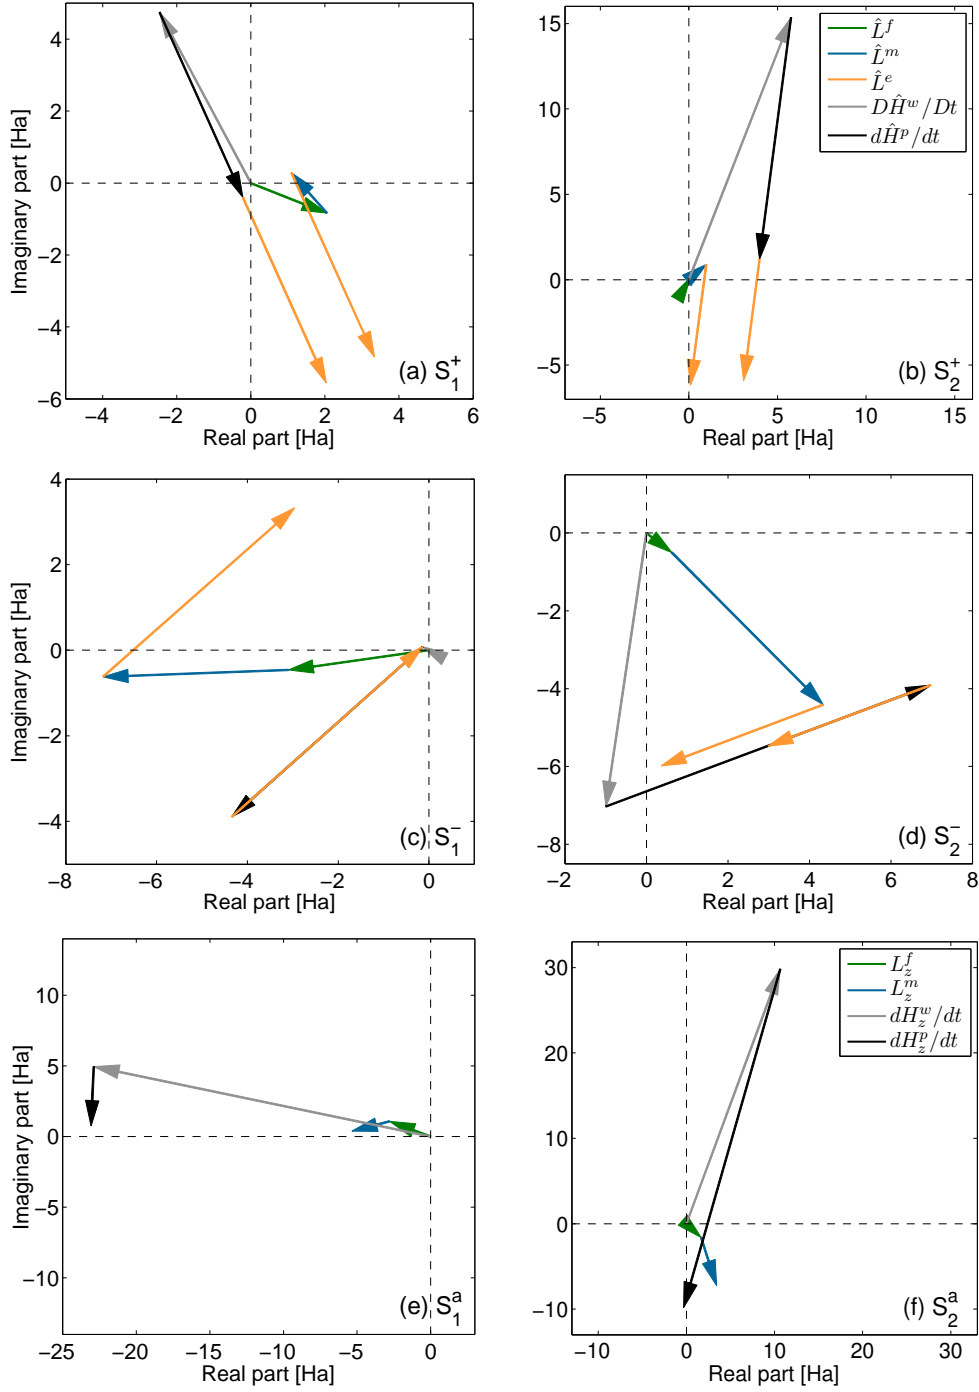 4
2
0
−2
−4
−6
−4
−2
0
2
4
6
Imaginary part [Ha]
Real part [Ha]
(a) S₁⁺
15
10
5
0
−5
−5
0
5
10
15
Real part [Ha]
L̂ᶠ
L̂ᵐ
L̂ᵉ
DĤʷ/Dt
dĤᵖ/dt
(b) S₂⁺
4
2
0
−2
−4
−8
−6
−4
−2
0
Imaginary part [Ha]
Real part [Ha]
(c) S₁⁻
0
−2
−4
−6
−8
−2
0
2
4
6
8
Real part [Ha]
(d) S₂⁻
10
5
0
−5
−10
−25
−20
−15
−10
−5
0
Imaginary part [Ha]
Real part [Ha]
(e) S₁ᵃ
30
20
10
0
−10
−10
0
10
20
30
Real part [Ha]
L_z^f
L_z^m
dH_z^w/dt
dH_z^p/dt
(f) S₂ᵃ